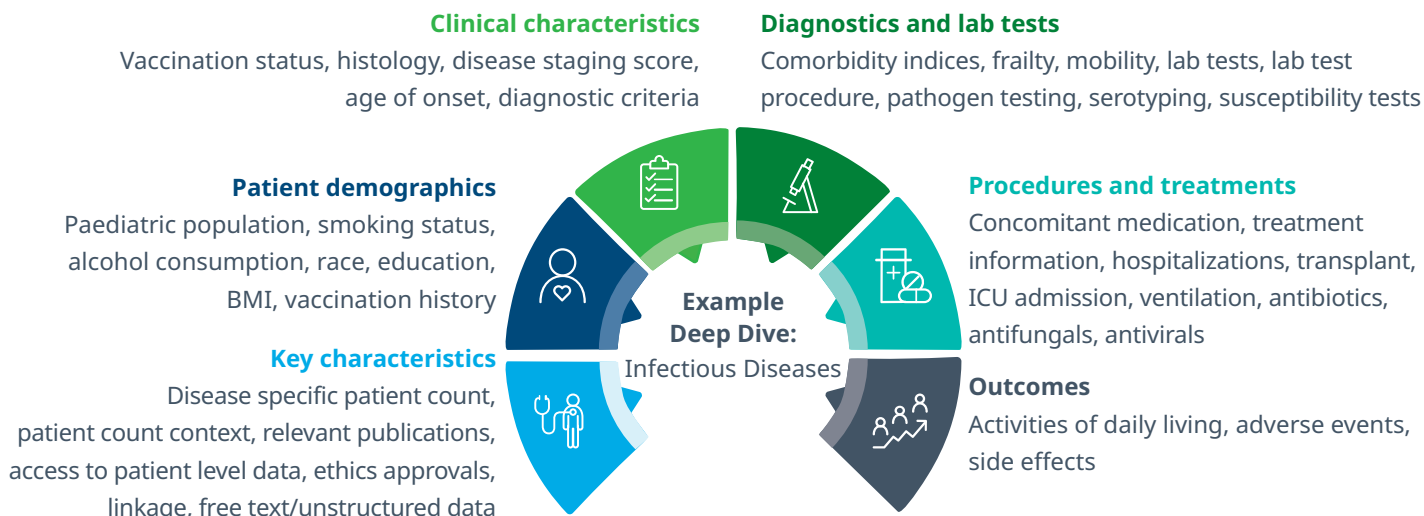 Clinical characteristics
Vaccination status, histology, disease staging score,
age of onset, diagnostic criteria
Diagnostics and lab tests
Comorbidity indices, frailty, mobility, lab tests, lab test
procedure, pathogen testing, serotyping, susceptibility tests
Patient demographics
Paediatric population, smoking status,
alcohol consumption, race, education,
BMI, vaccination history
Procedures and treatments
Concomitant medication, treatment
information, hospitalizations, transplant,
ICU admission, ventilation, antibiotics,
antifungals, antivirals
Example
Deep Dive:
Infectious Diseases
Key characteristics
Disease specific patient count,
patient count context, relevant publications,
access to patient level data, ethics approvals,
linkage, free text/unstructured data
Outcomes
Activities of daily living, adverse events,
side effects